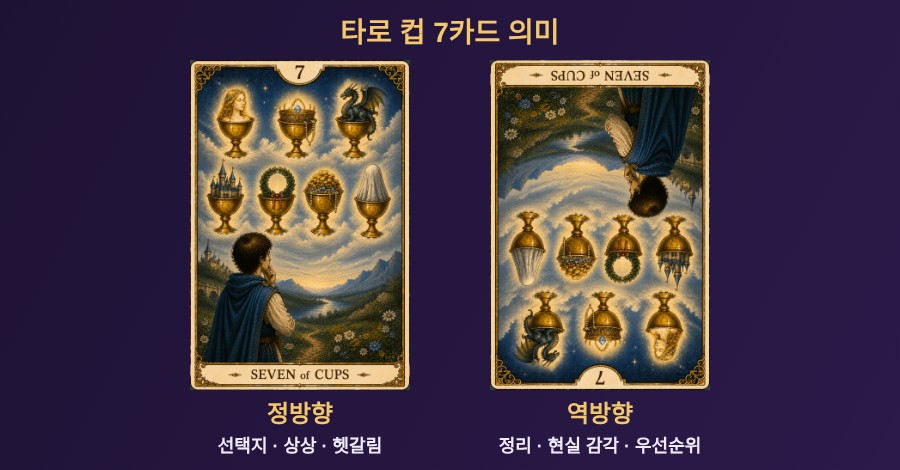 타로 컵 7카드 의미
7
SEVEN of CUPS
SEVEN of CUPS
7
정방향
역방향
선택지 · 상상 · 헷갈림
정리 · 현실 감각 · 우선순위